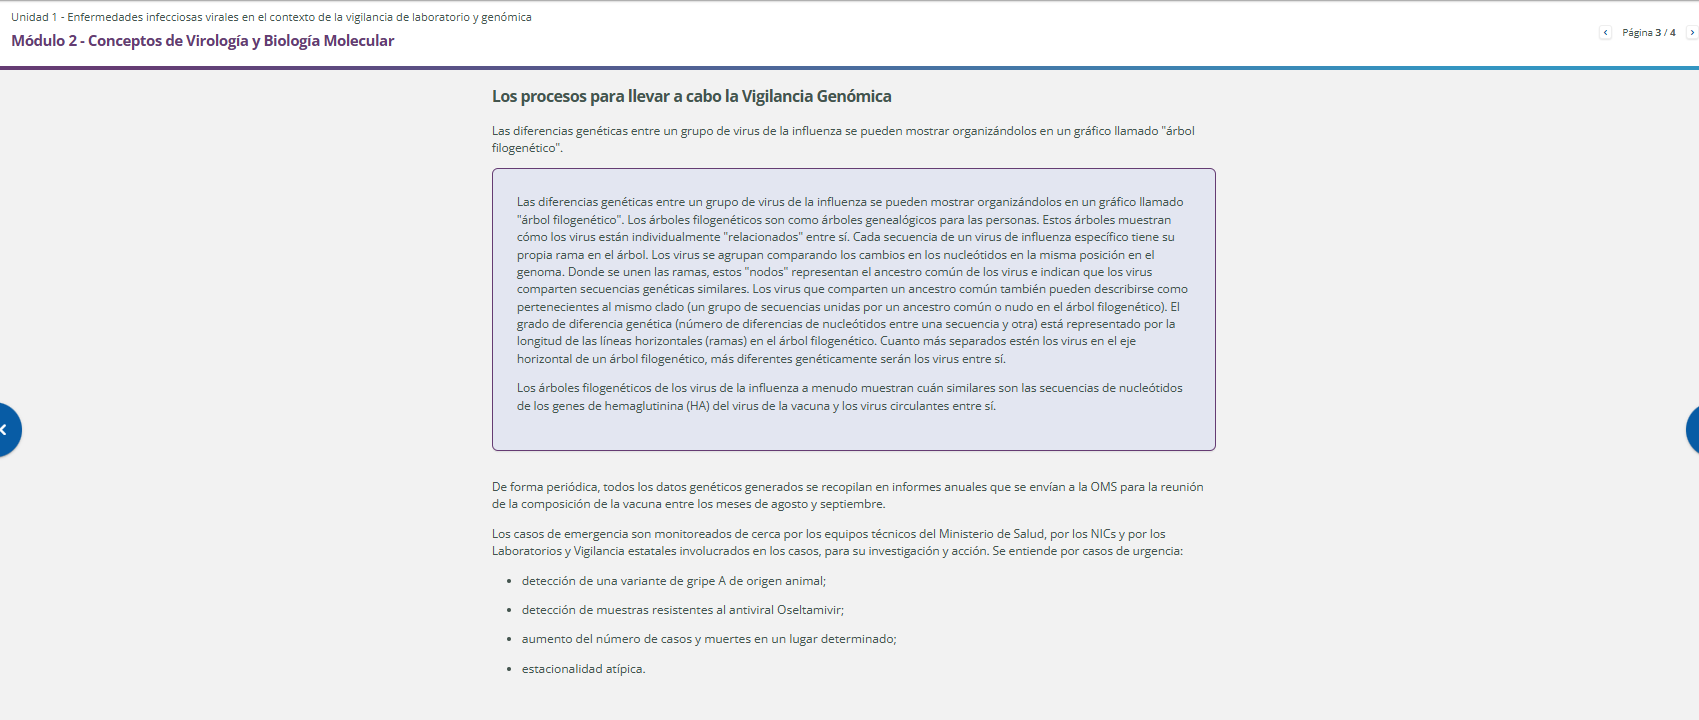 Unidad 1 - Enfermedades infecciosas virales en el contexto de la vigilancia de laboratorio y genómica
Módulo 2 - Conceptos de Virología y Biología Molecular
Página 3 / 4
Los procesos para llevar a cabo la Vigilancia Genómica
Las diferencias genéticas entre un grupo de virus de la influenza se pueden mostrar organizándolos en un gráfico llamado "árbol
filogenético".
Las diferencias genéticas entre un grupo de virus de la influenza se pueden mostrar organizándolos en un gráfico llamado
"árbol filogenético". Los árboles filogenéticos son como árboles genealógicos para las personas. Estos árboles muestran
cómo los virus están individualmente "relacionados" entre sí. Cada secuencia de un virus de influenza específico tiene su
propia rama en el árbol. Los virus se agrupan comparando los cambios en los nucleótidos en la misma posición en el
genoma. Donde se unen las ramas, estos "nodos" representan el ancestro común de los virus e indican que los virus
comparten secuencias genéticas similares. Los virus que comparten un ancestro común también pueden describirse como
pertenecientes al mismo clado (un grupo de secuencias unidas por un ancestro común o nudo en el árbol filogenético). El
grado de diferencia genética (número de diferencias de nucleótidos entre una secuencia y otra) está representado por la
longitud de las líneas horizontales (ramas) en el árbol filogenético. Cuanto más separados estén los virus en el eje
horizontal de un árbol filogenético, más diferentes genéticamente serán los virus entre sí.
Los árboles filogenéticos de los virus de la influenza a menudo muestran cuán similares son las secuencias de nucleótidos
de los genes de hemaglutinina (HA) del virus de la vacuna y los virus circulantes entre sí.
De forma periódica, todos los datos genéticos generados se recopilan en informes anuales que se envían a la OMS para la reunión
de la composición de la vacuna entre los meses de agosto y septiembre.
Los casos de emergencia son monitoreados de cerca por los equipos técnicos del Ministerio de Salud, por los NICs y por los
Laboratorios y Vigilancia estatales involucrados en los casos, para su investigación y acción. Se entiende por casos de urgencia:
• detección de una variante de gripe A de origen animal;
• detección de muestras resistentes al antiviral Oseltamivir;
• aumento del número de casos y muertes en un lugar determinado;
• estacionalidad atípica.